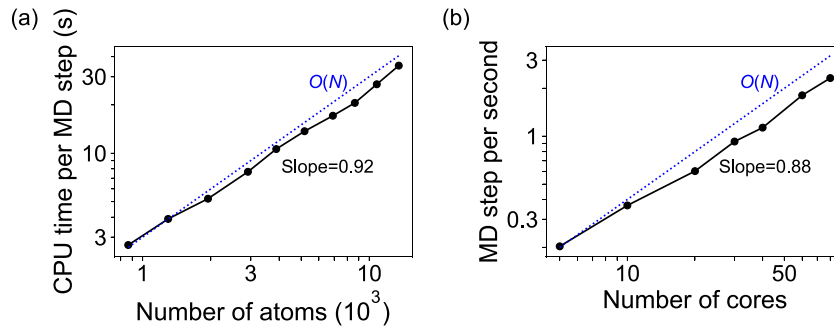 (a)
CPU time per MD step (s)
30
10
3
O(N)
Slope=0.92
1
3
10
Number of atoms (10³)
(b)
MD step per second
3
1
0.3
O(N)
Slope=0.88
10
50
Number of cores